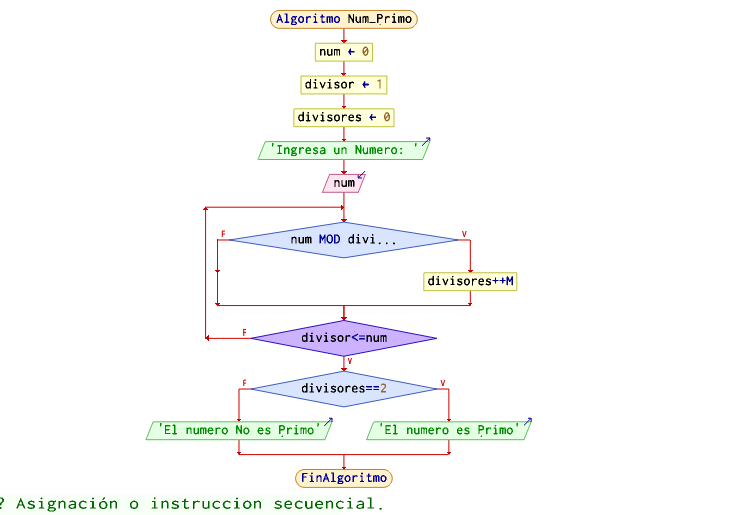 Algoritmo Num_Primo
num ← 0
divisor ← 1
divisores ← 0
'Ingresa un Numero: '
num
F num MOD divi... V
divisores++M
F divisor<=num
V
F divisores==2 V
'El numero No es Primo' 'El numero es Primo'
FinAlgoritmo
? Asignación o instruccion secuencial.